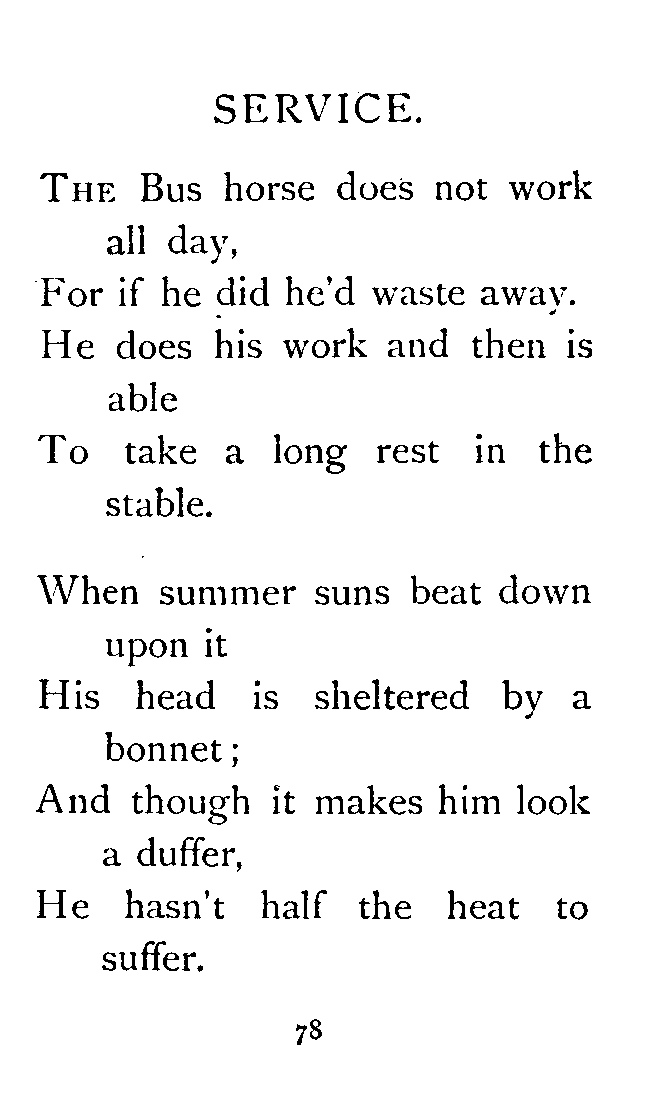 SERVICE.
THE Bus horse does not work
all day,
For if he did he'd waste away.
He does his work and then is
able
To take a long rest in the
stable.
When summer suns beat down
upon it
His head is sheltered by a
bonnet;
And though it makes him look
a duffer,
He hasn't half the heat to
suffer.
78